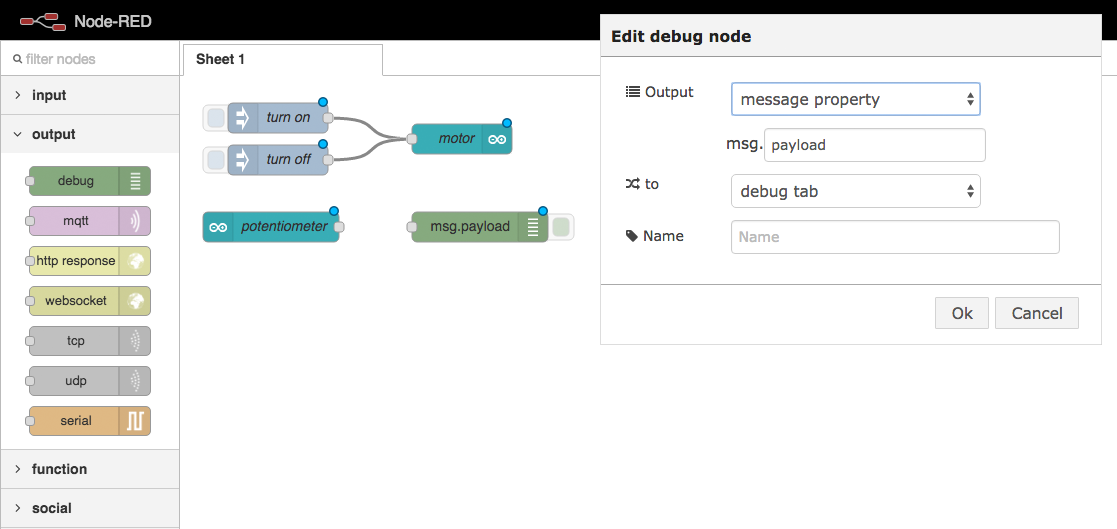 Node-RED
filter nodes
input
output
debug
mqtt
http response
websocket
tcp
udp
serial
function
social
Sheet 1
turn on
turn off
motor
potentiometer
msg.payload
Edit debug node
Output
message property
msg.
payload
to
debug tab
Name
Name
Ok
Cancel